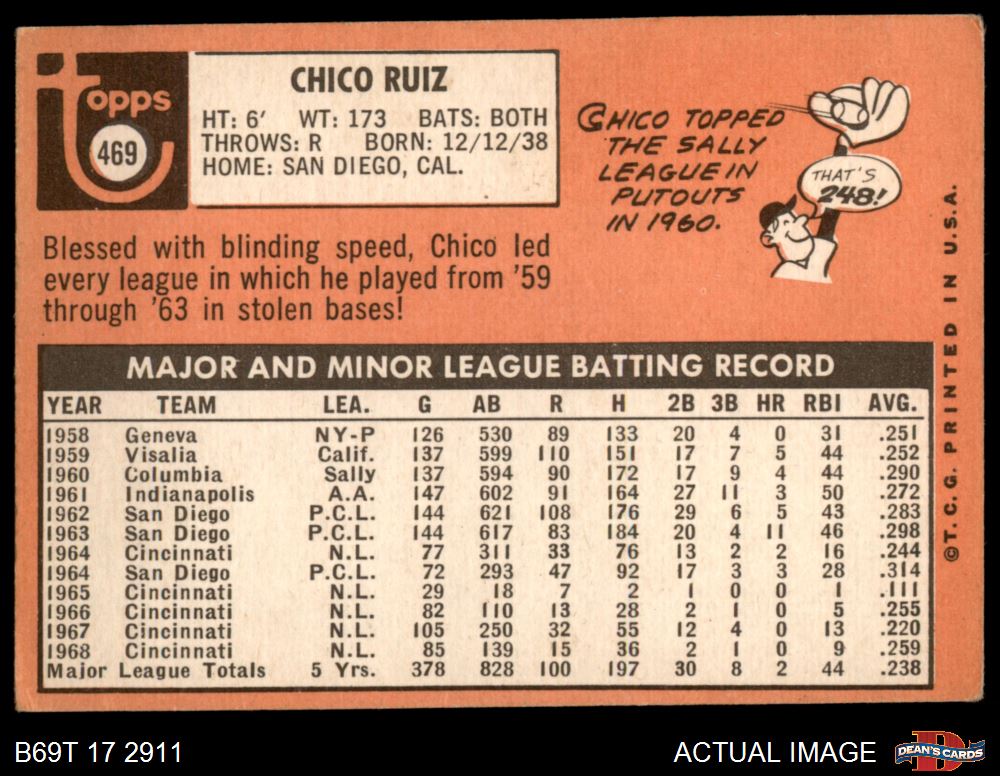 Topps
469
CHICO RUIZ
HT: 6' WT: 173 BATS: BOTH
THROWS: R BORN: 12/12/38
HOME: SAN DIEGO, CAL.
CHICO TOPPED
THE SALLY
LEAGUE IN
PUTOUTS
IN 1960.
THAT'S
248!
Blessed with blinding speed, Chico led
every league in which he played from '59
through '63 in stolen bases!
MAJOR AND MINOR LEAGUE BATTING RECORD
YEAR TEAM LEA. G AB R H 2B 3B HR RBI AVG.
1958 Geneva NY-P 126 530 89 133 20 4 0 31 .251
1959 Visalia Calif. 137 599 110 151 17 7 5 44 .252
1960 Columbia Sally 137 594 90 172 17 9 4 44 .290
1961 Indianapolis A.A. 147 602 91 164 27 11 3 50 .272
1962 San Diego P.C.L. 144 621 108 176 29 6 5 43 .283
1963 San Diego P.C.L. 144 617 83 184 20 4 11 46 .298
1964 Cincinnati N.L. 77 311 33 76 13 2 2 16 .244
1964 San Diego P.C.L. 72 293 47 92 17 3 3 28 .314
1965 Cincinnati N.L. 29 18 7 2 1 0 0 1 .111
1966 Cincinnati N.L. 82 110 13 28 2 1 0 5 .255
1967 Cincinnati N.L. 105 250 32 55 12 4 0 13 .220
1968 Cincinnati N.L. 85 139 15 36 2 1 0 9 .259
Major League Totals 5 Yrs. 378 828 100 197 30 8 2 44 .238
©T.C.G. PRINTED IN U.S.A.
B69T 17 2911
ACTUAL IMAGE
D
DEAN'S CARDS